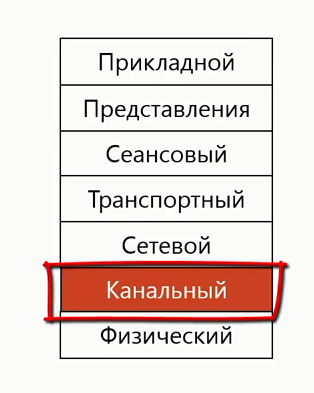 Прикладной
Представления
Сеансовый
Транспортный
Сетевой
Канальный
Физический